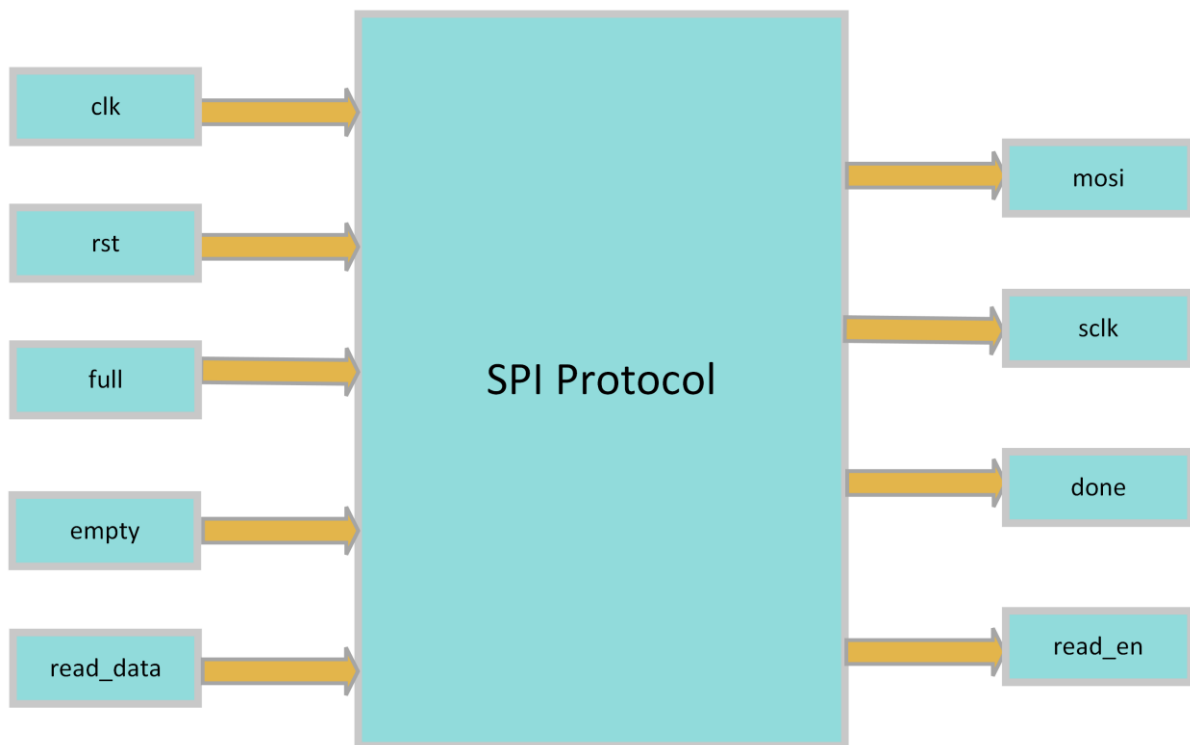 clk
rst
full
empty
read_data
SPI Protocol
mosi
sclk
done
read_en